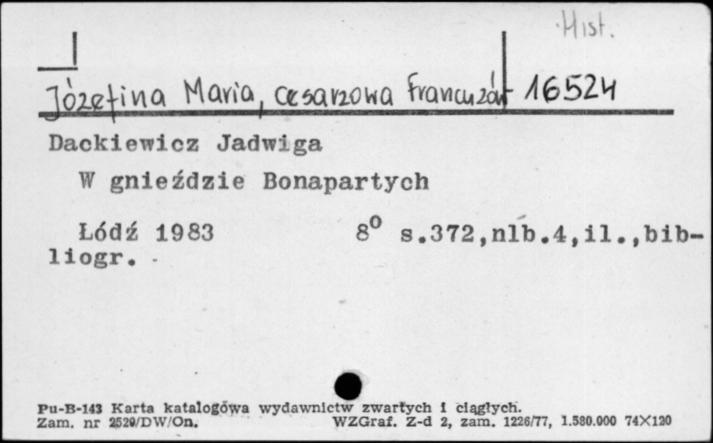 Hist.
Józefina Maria, cesarzowa Francuzów 16524
Dackiewicz Jadwiga
W gnieździe Bonapartych
Łódź 1983 8⁰ s.372,nlb.4,il.,bib-
liogr.
Pu-B-143 Karta katalogowa wydawnictw zwartych i ciągłych.
Zam. nr 2529/DW/On. WZGraf. Z-d 2, zam. 1226/77, 1.580.000 74X120